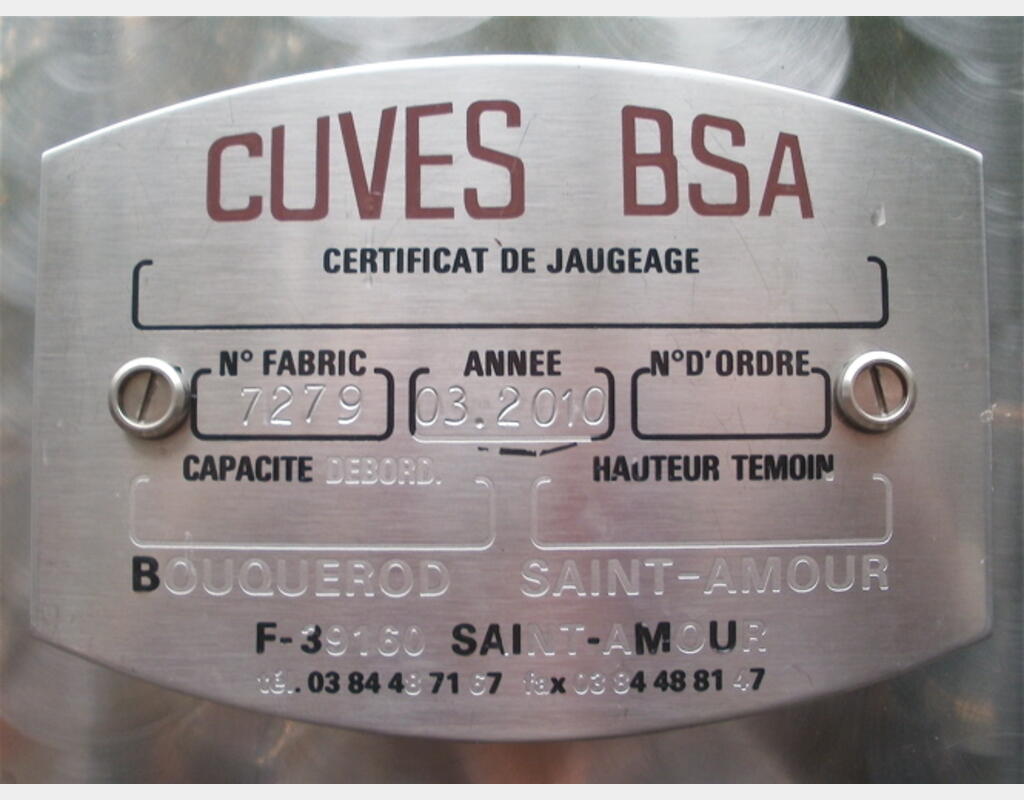 CUVES BSA
CERTIFICAT DE JAUGEAGE
N° FABRIC ANNEE N° D'ORDRE
7279 03.2010
CAPACITE DEBORD. HAUTEUR TEMOIN
BOUQUEROD SAINT-AMOUR
F-39160 SAINT-AMOUR
tél. 03 84 48 71 67 fax 03 84 48 81 47